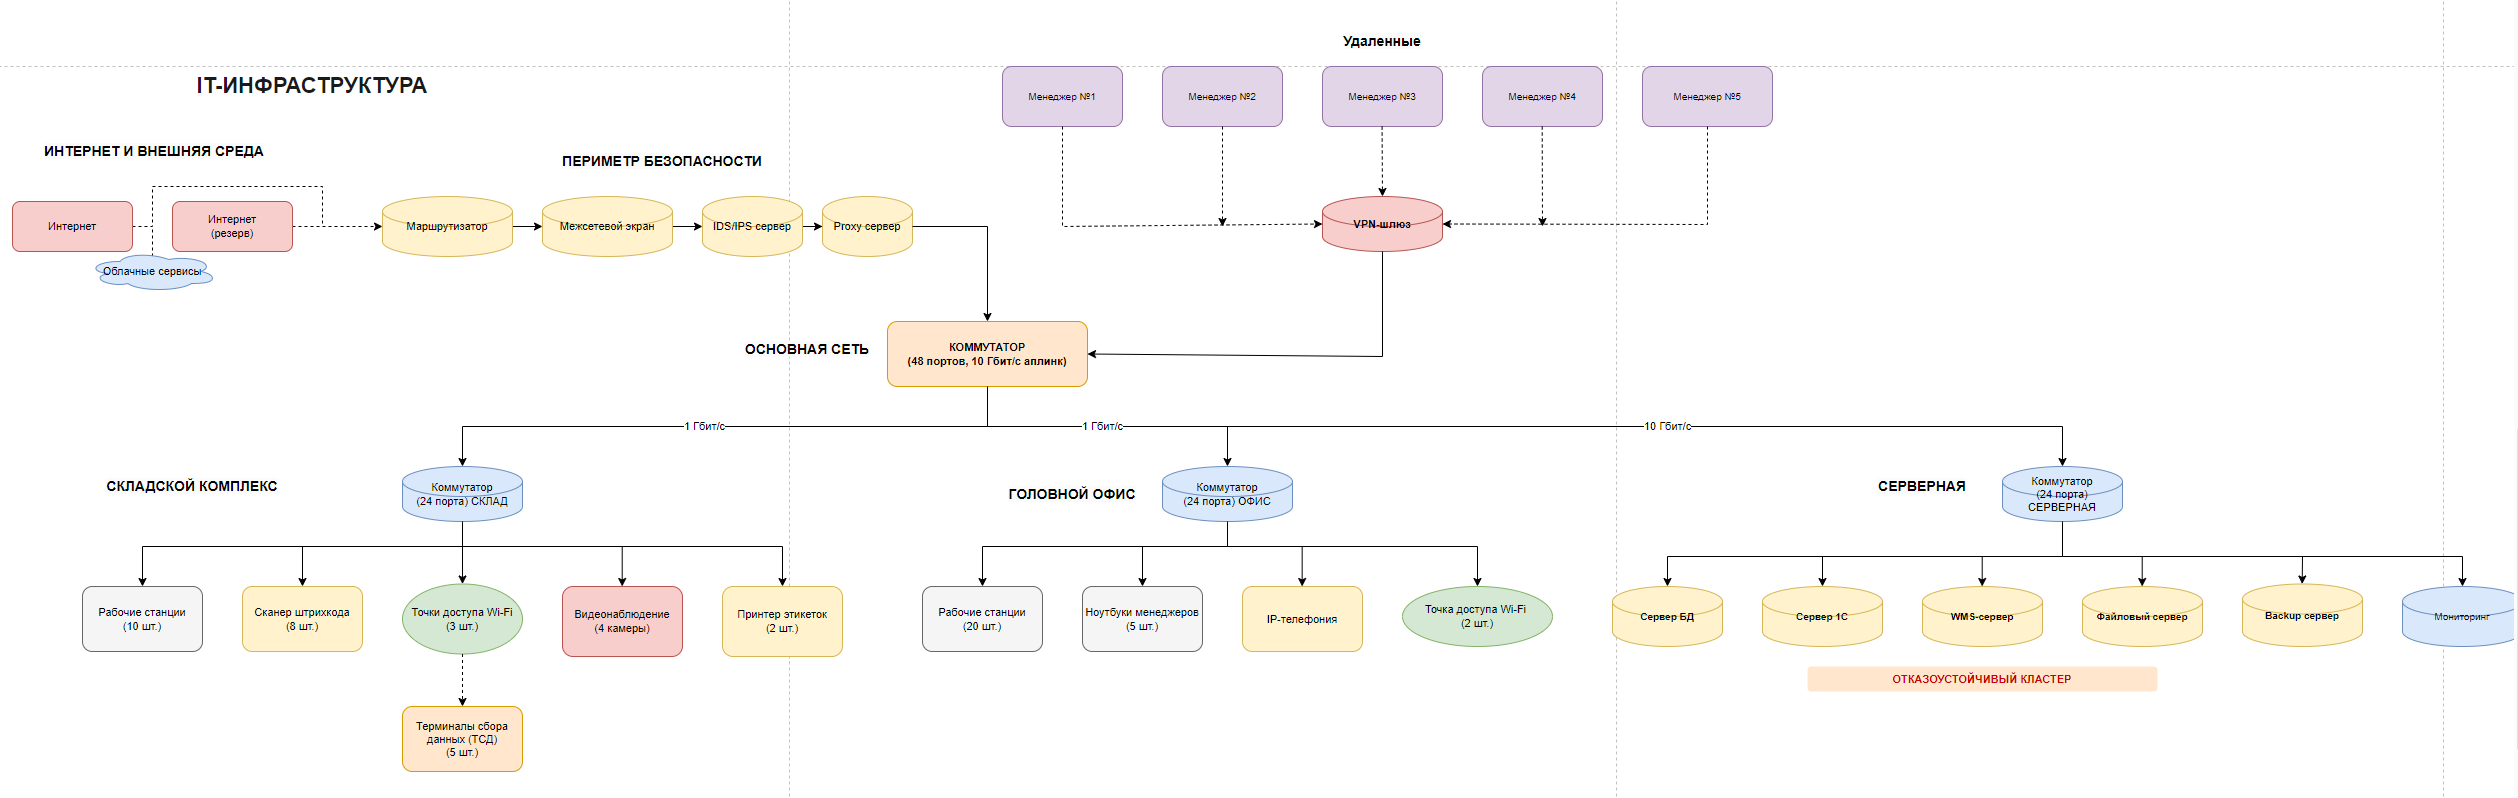 Удаленные
IT-ИНФРАСТРУКТУРА
Менеджер №1
Менеджер №2
Менеджер №3
Менеджер №4
Менеджер №5
ИНТЕРНЕТ И ВНЕШНЯЯ СРЕДА
ПЕРИМЕТР БЕЗОПАСНОСТИ
Интернет
Интернет
(резерв)
Облачные сервисы
Маршрутизатор
Межсетевой экран
IDS/IPS сервер
Proxy сервер
VPN-шлюз
ОСНОВНАЯ СЕТЬ
КОММУТАТОР
(48 портов, 10 Гбит/с аплинк)
1 Гбит/с
1 Гбит/с
10 Гбит/с
СКЛАДСКОЙ КОМПЛЕКС
Коммутатор
(24 порта) СКЛАД
ГОЛОВНОЙ ОФИС
Коммутатор
(24 порта) ОФИС
СЕРВЕРНАЯ
Коммутатор
(24 порта)
СЕРВЕРНАЯ
Рабочие станции
(10 шт.)
Сканер штрихкода
(8 шт.)
Точки доступа Wi-Fi
(3 шт.)
Видеонаблюдение
(4 камеры)
Принтер этикеток
(2 шт.)
Рабочие станции
(20 шт.)
Ноутбуки менеджеров
(5 шт.)
IP-телефония
Точка доступа Wi-Fi
(2 шт.)
Сервер БД
Сервер 1С
WMS-сервер
Файловый сервер
Backup сервер
Мониторинг
ОТКАЗОУСТОЙЧИВЫЙ КЛАСТЕР
Терминалы сбора
данных (ТСД)
(5 шт.)